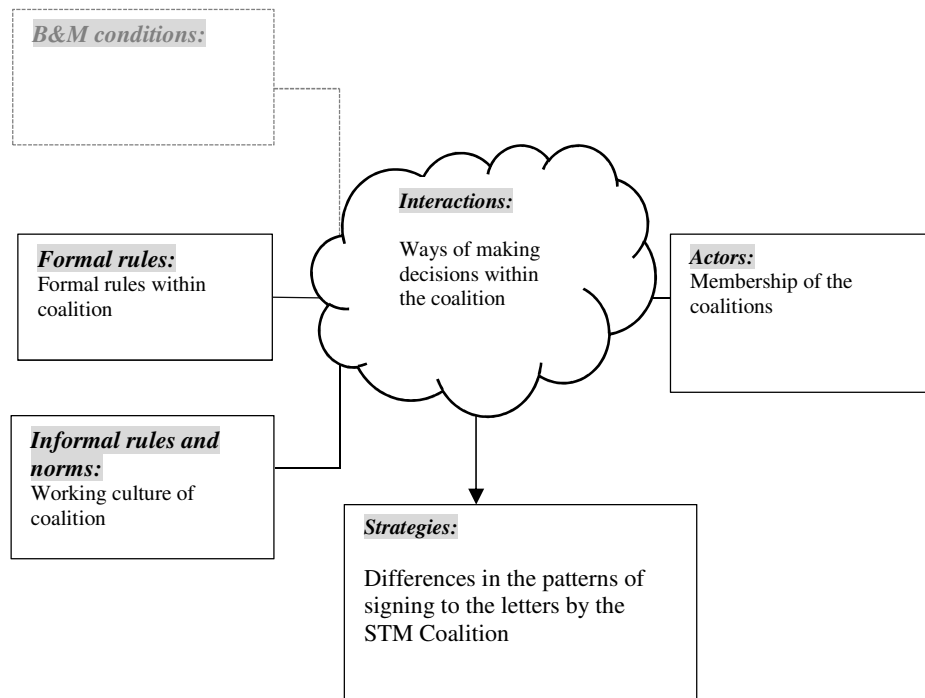 B&M conditions:
Interactions:
Ways of making
decisions within
the coalition
Formal rules:
Formal rules within
coalition
Actors:
Membership of the
coalitions
Informal rules and
norms:
Working culture of
coalition
Strategies:
Differences in the patterns of
signing to the letters by the
STM Coalition